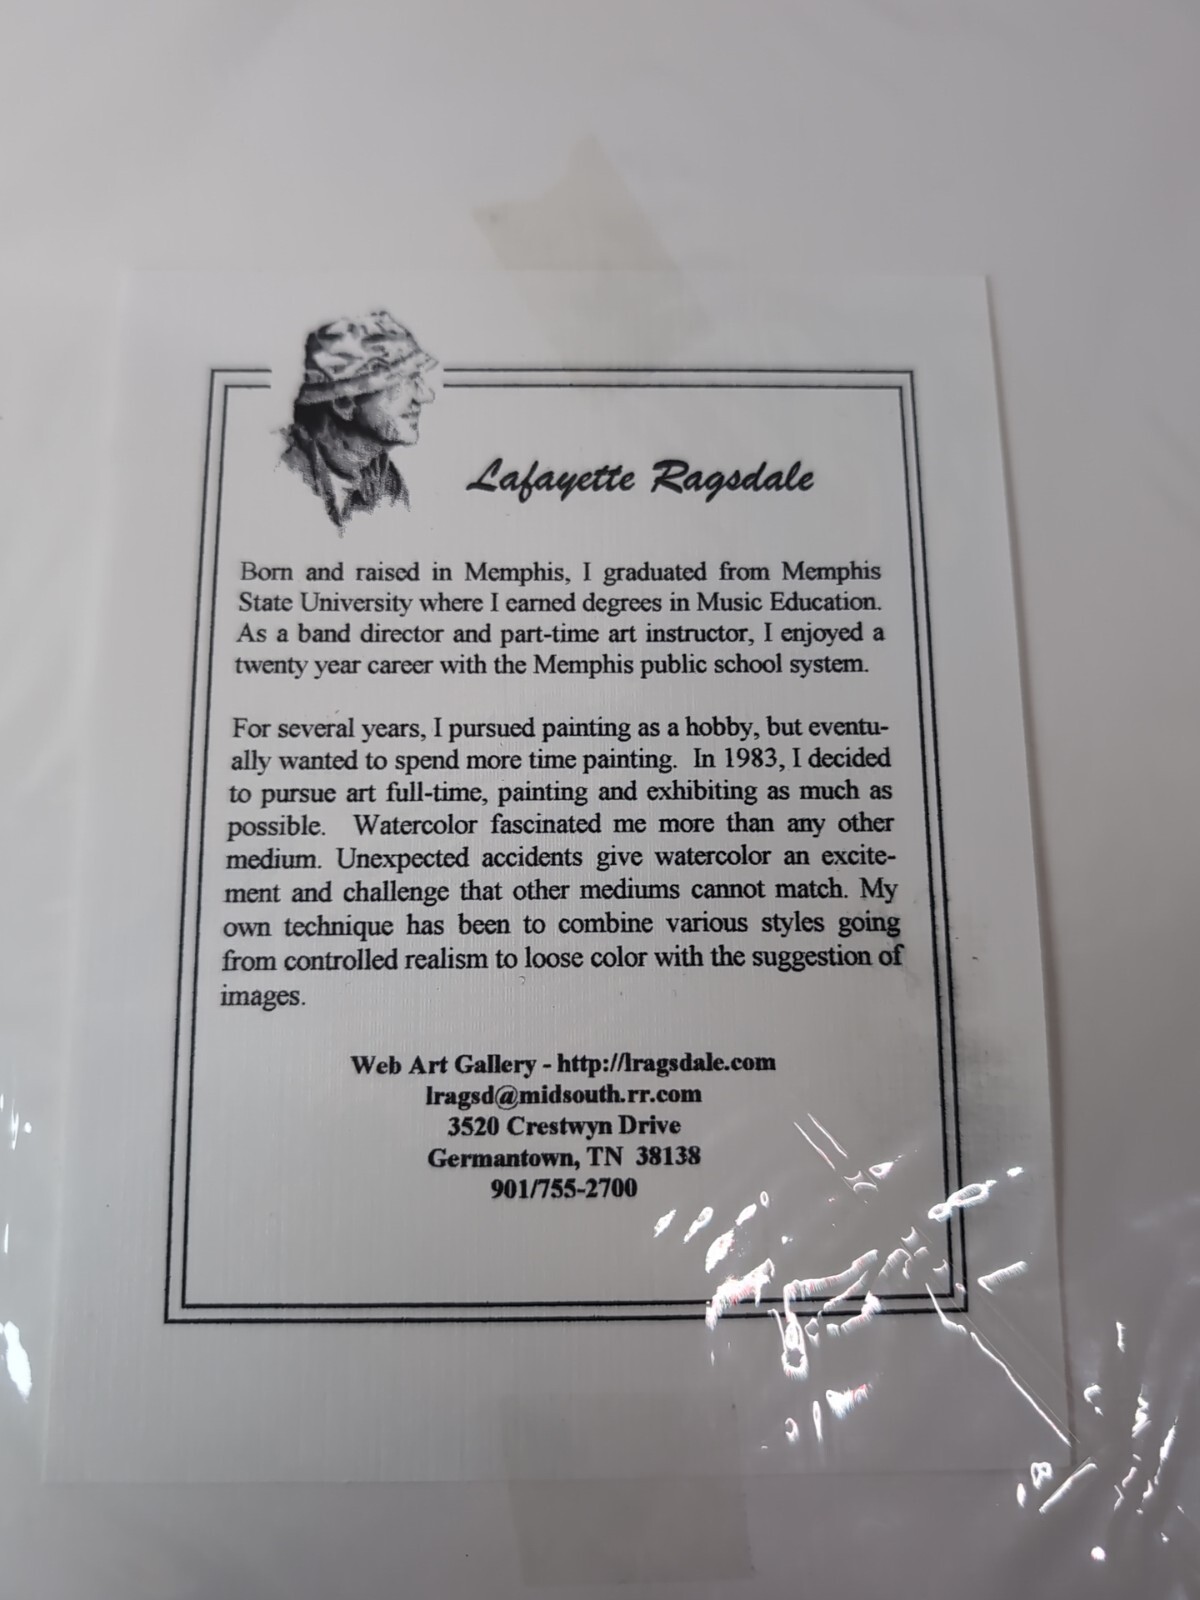 Lafayette Ragsdale
Born and raised in Memphis, I graduated from Memphis
State University where I earned degrees in Music Education.
As a band director and part-time art instructor, I enjoyed a
twenty year career with the Memphis public school system.
For several years, I pursued painting as a hobby, but eventu-
ally wanted to spend more time painting. In 1983, I decided
to pursue art full-time, painting and exhibiting as much as
possible. Watercolor fascinated me more than any other
medium. Unexpected accidents give watercolor an excite-
ment and challenge that other mediums cannot match. My
own technique has been to combine various styles going
from controlled realism to loose color with the suggestion of
images.
Web Art Gallery - http://lragsdale.com
lragsd@midsouth.rr.com
3520 Crestwyn Drive
Germantown, TN 38138
901/755-2700